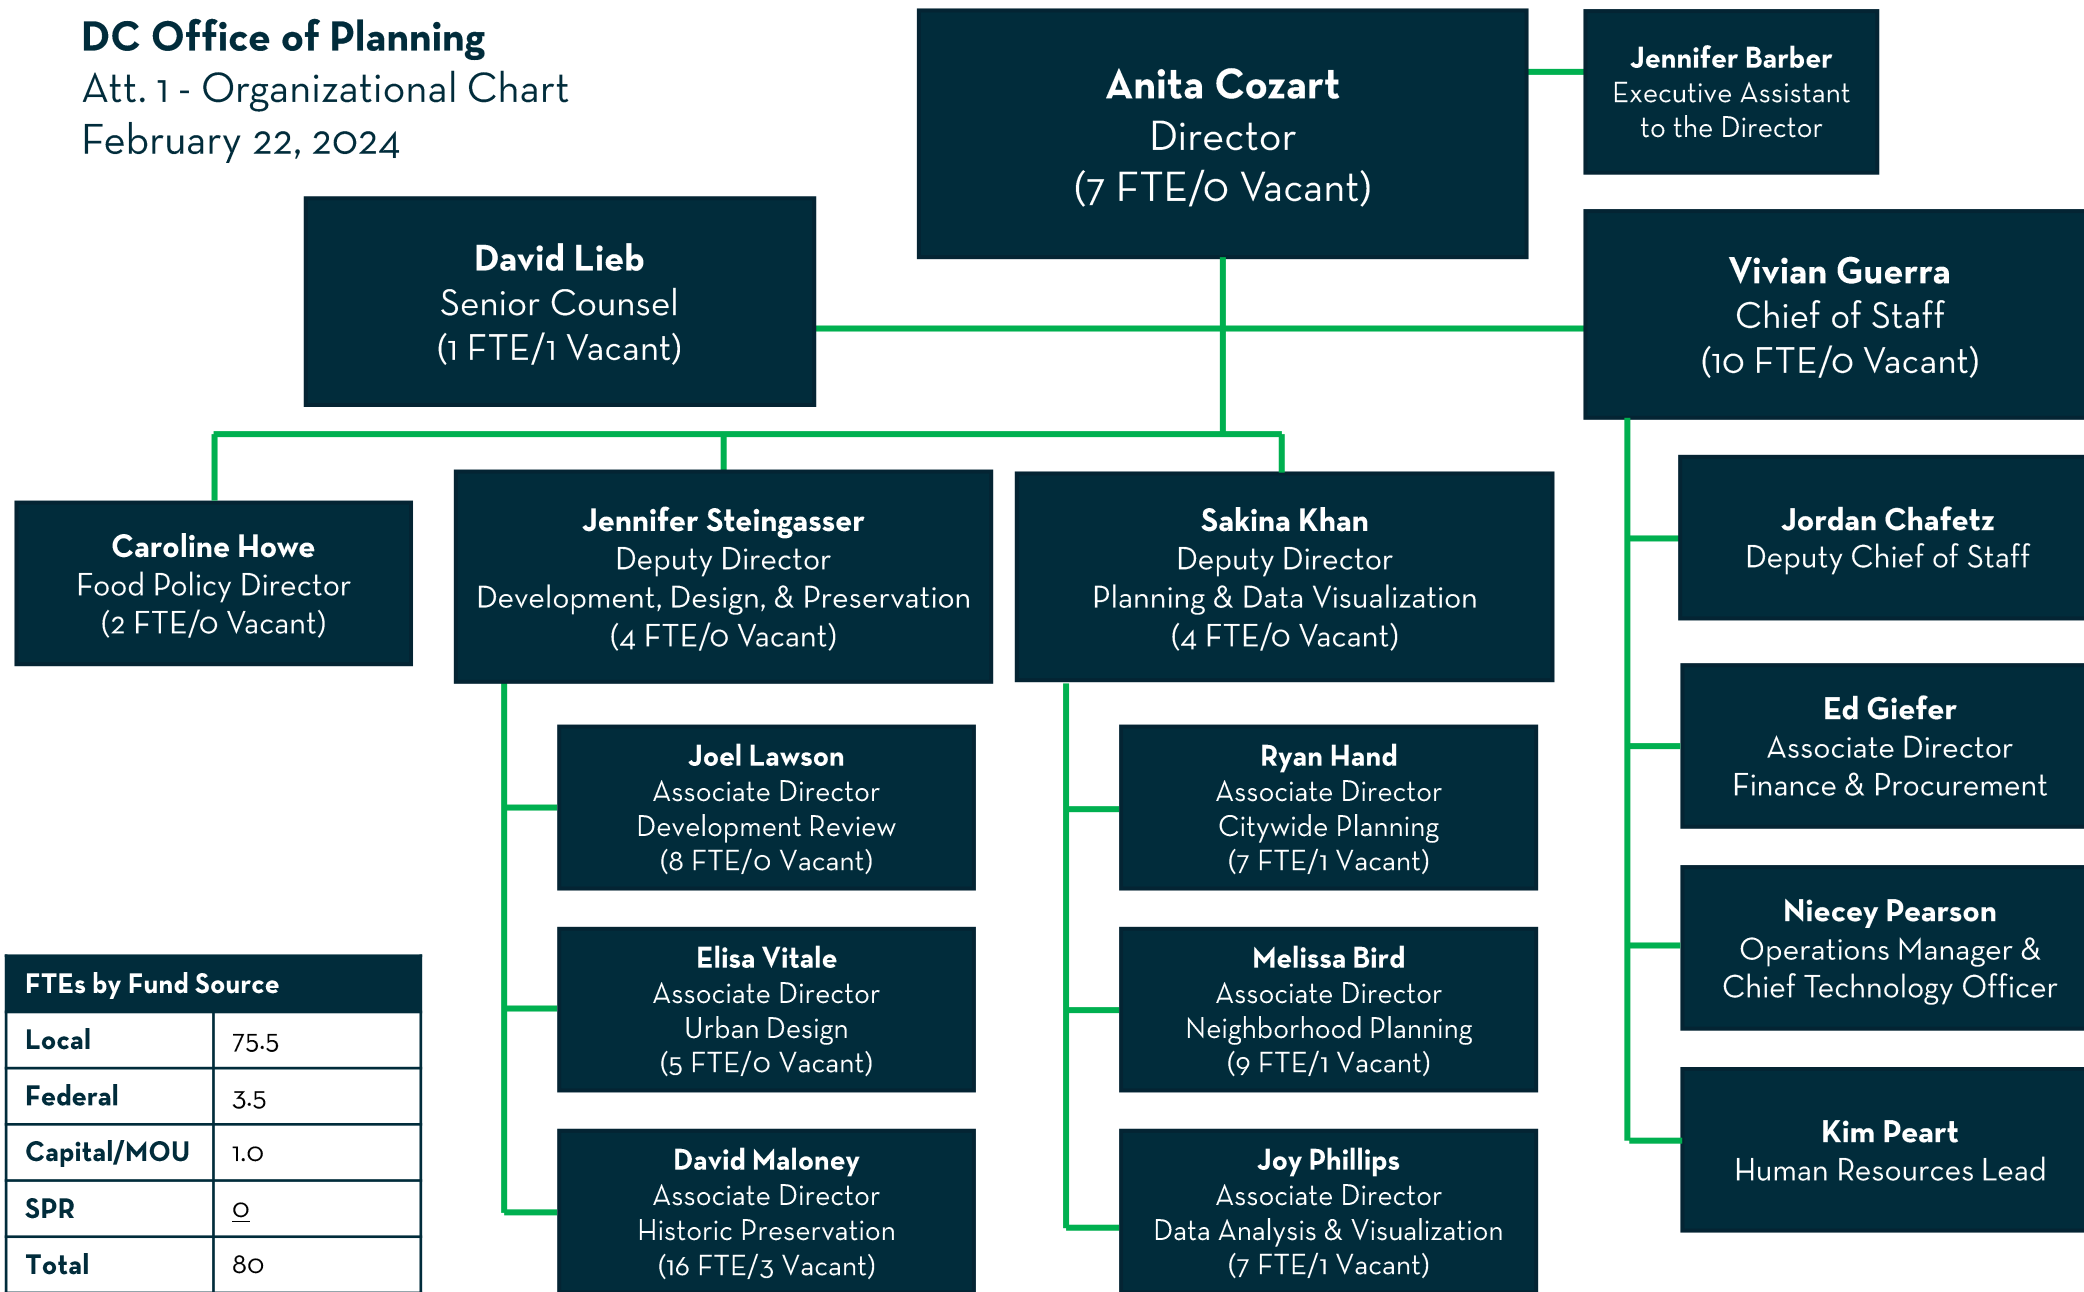 DC Office of Planning
Att. 1 - Organizational Chart
February 22, 2024
Anita Cozart
Director
(7 FTE/0 Vacant)
Jennifer Barber
Executive Assistant
to the Director
David Lieb
Senior Counsel
(1 FTE/1 Vacant)
Vivian Guerra
Chief of Staff
(10 FTE/0 Vacant)
Caroline Howe
Food Policy Director
(2 FTE/0 Vacant)
Jennifer Steingasser
Deputy Director
Development, Design, & Preservation
(4 FTE/0 Vacant)
Sakina Khan
Deputy Director
Planning & Data Visualization
(4 FTE/0 Vacant)
Jordan Chafetz
Deputy Chief of Staff
Ed Giefer
Associate Director
Finance & Procurement
Niecey Pearson
Operations Manager &
Chief Technology Officer
Kim Peart
Human Resources Lead
Joel Lawson
Associate Director
Development Review
(8 FTE/0 Vacant)
Elisa Vitale
Associate Director
Urban Design
(5 FTE/0 Vacant)
David Maloney
Associate Director
Historic Preservation
(16 FTE/3 Vacant)
Ryan Hand
Associate Director
Citywide Planning
(7 FTE/1 Vacant)
Melissa Bird
Associate Director
Neighborhood Planning
(9 FTE/1 Vacant)
Joy Phillips
Associate Director
Data Analysis & Visualization
(7 FTE/1 Vacant)
FTEs by Fund Source
Local 75.5
Federal 3.5
Capital/MOU 1.0
SPR 0
Total 80